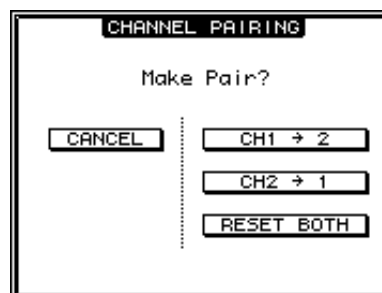 CHANNEL PAIRING
Make Pair?
CANCEL
CH1 → 2
CH2 → 1
RESET BOTH